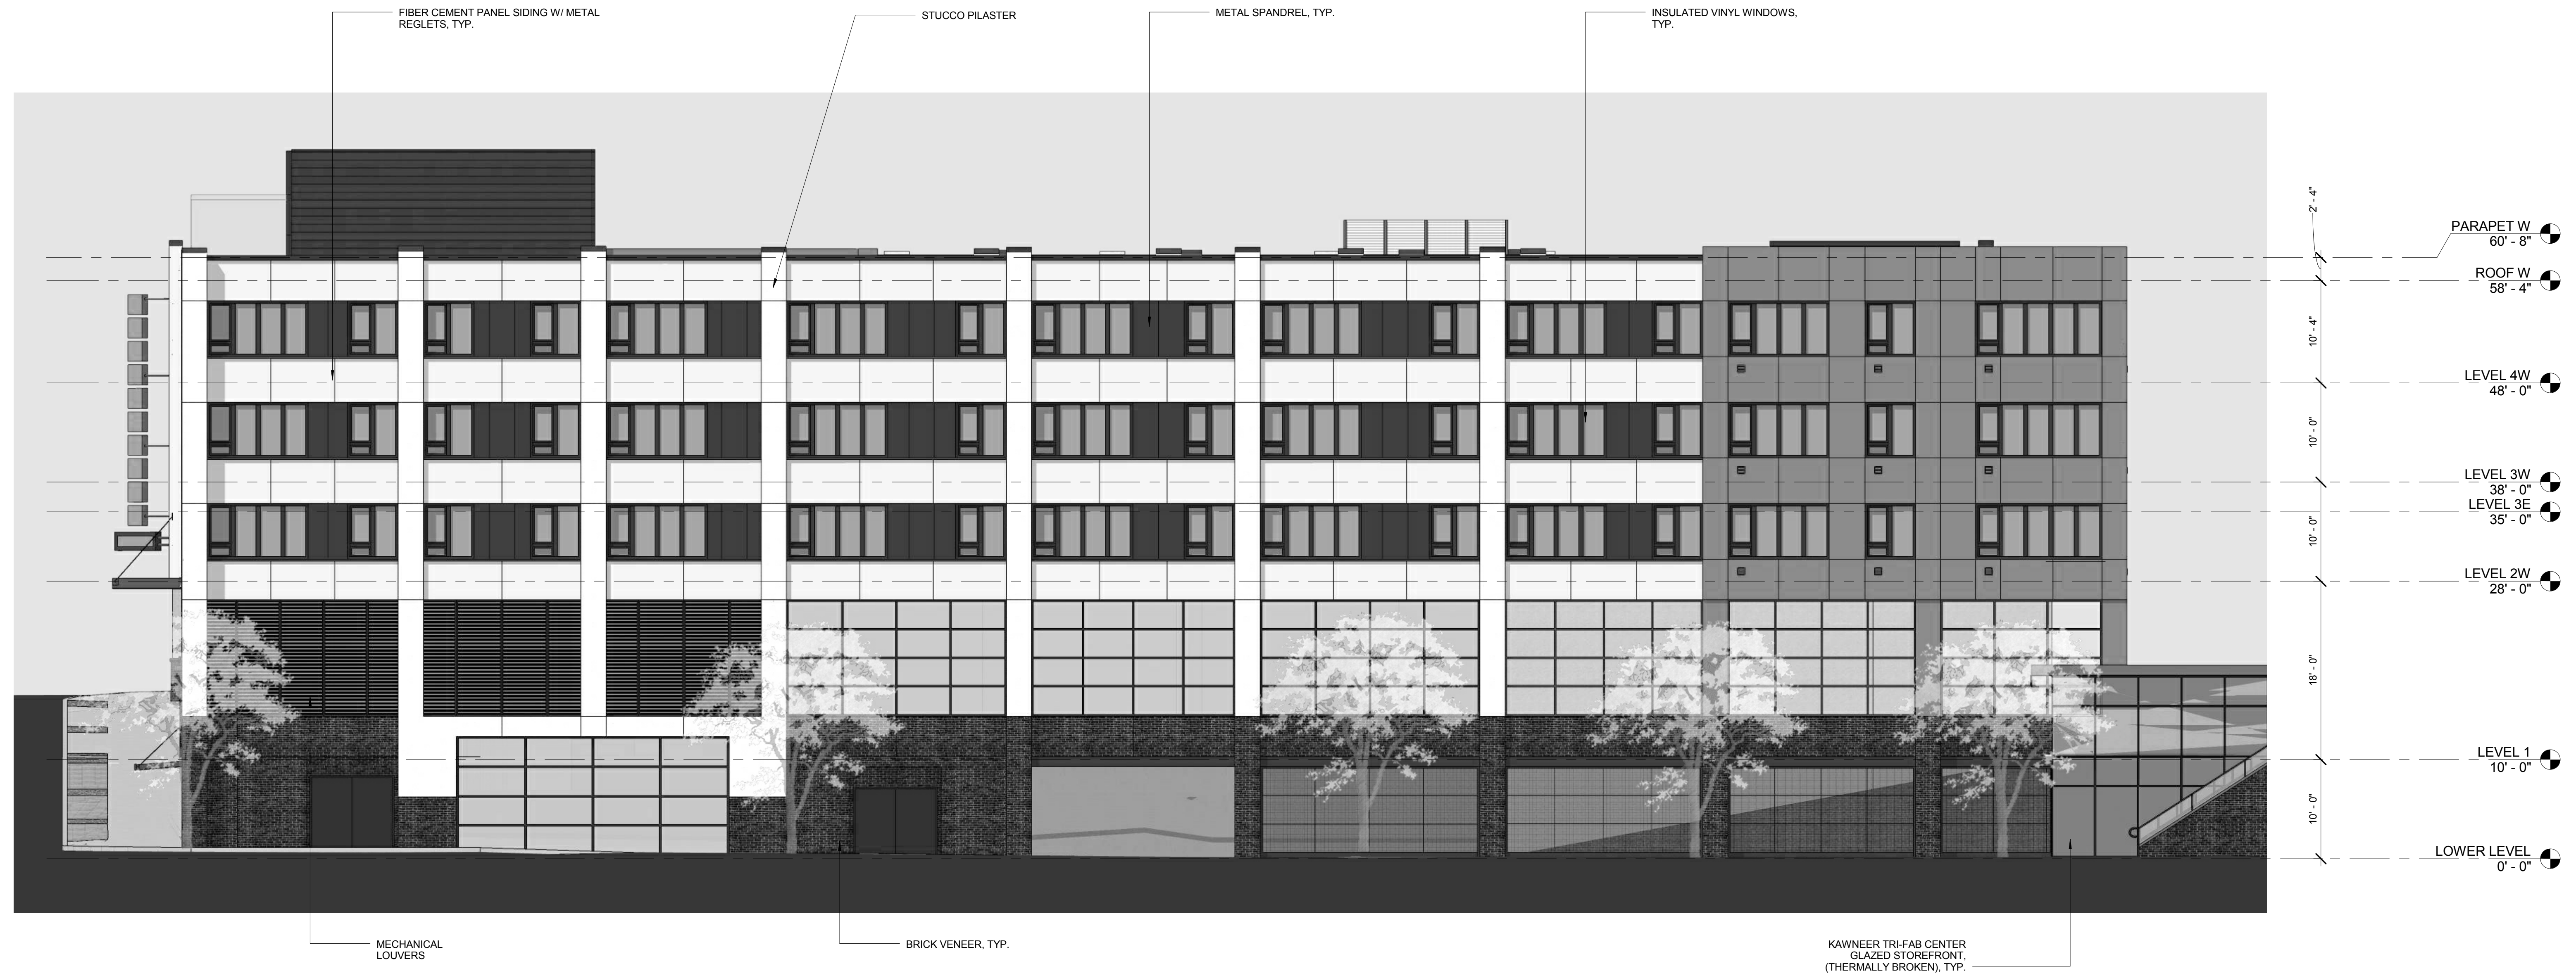 FIBER CEMENT PANEL SIDING W/ METAL
REGLETS, TYP.
STUCCO PILASTER
METAL SPANDREL, TYP.
INSULATED VINYL WINDOWS,
TYP.
2' - 4"
PARAPET W
60' - 8"
ROOF W
58' - 4"
10' - 4"
LEVEL 4W
48' - 0"
10' - 0"
LEVEL 3W
38' - 0"
LEVEL 3E
35' - 0"
10' - 0"
LEVEL 2W
28' - 0"
18' - 0"
LEVEL 1
10' - 0"
10' - 0"
LOWER LEVEL
0' - 0"
MECHANICAL
LOUVERS
BRICK VENEER, TYP.
KAWNEER TRI-FAB CENTER
GLAZED STOREFRONT,
(THERMALLY BROKEN), TYP.